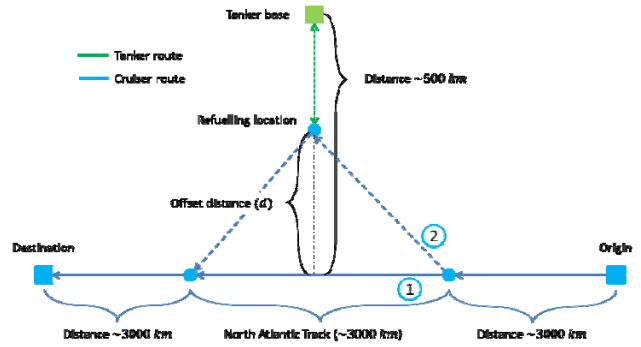 Tanker base
Tanker route
Cruiser route
Distance ~500 km
Refuelling location
Offset distance (d)
2
Destination
Origin
1
Distance ~3000 km
North Atlantic Track (~3000 km)
Distance ~3000 km